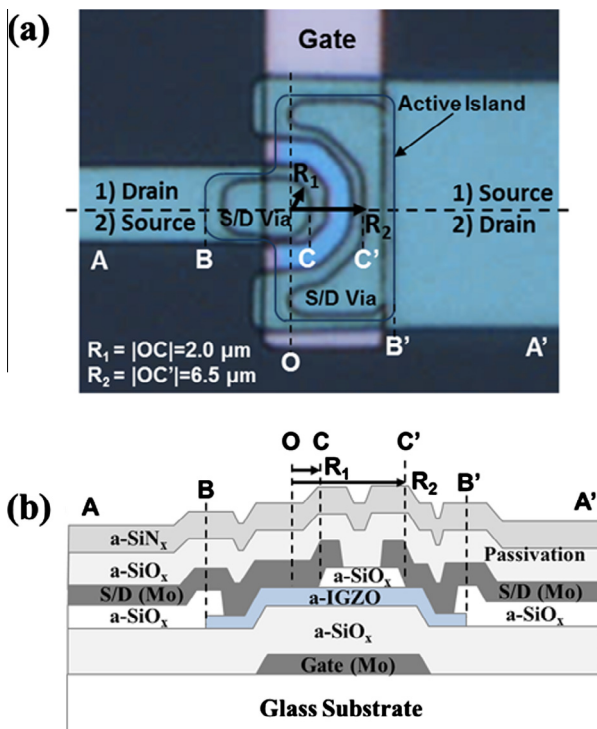 (a)
Gate
Active Island
R1
1) Drain
2) Source
S/D Via
1) Source
2) Drain
R2
A
B
C
C'
S/D Via
B'
A'
O
R1 = |OC|=2.0 μm
R2 = |OC'|=6.5 μm
(b)
O C C'
R1
R2
A
B
B'
A'
a-SiNx
Passivation
a-SiOx
a-SiOx
S/D (Mo)
S/D (Mo)
a-IGZO
a-SiOx
a-SiOx
a-SiOx
Gate (Mo)
Glass Substrate